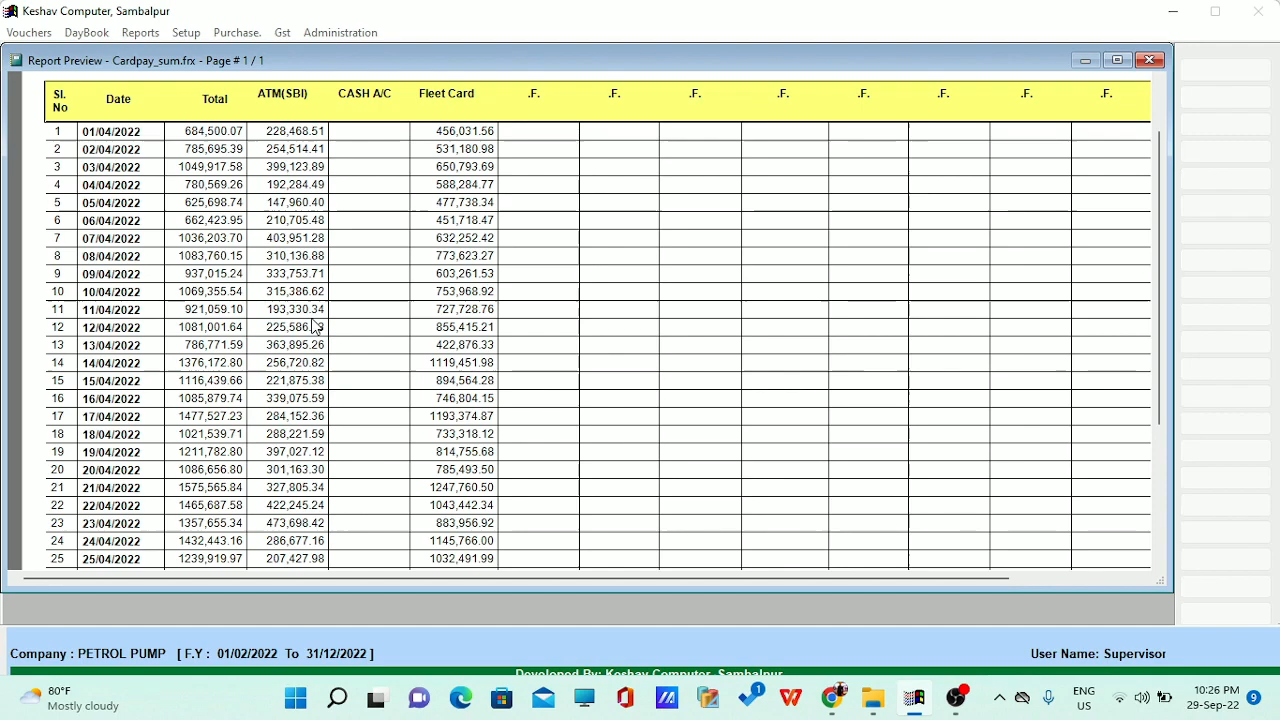 Keshav Computer, Sambalpur
Vouchers DayBook Reports Setup Purchase. Gst Administration
Report Preview - Cardpay_sum.frx - Page # 1 / 1
Sl. No Date Total ATM(SBI) CASH A/C Fleet Card .F. .F. .F. .F. .F. .F. .F. .F.
1 01/04/2022 684,500.07 228,468.51 456,031.56
2 02/04/2022 785,695.39 254,514.41 531,180.98
3 03/04/2022 1049,917.58 399,123.89 650,793.69
4 04/04/2022 780,569.26 192,284.49 588,284.77
5 05/04/2022 625,698.74 147,960.40 477,738.34
6 06/04/2022 662,423.95 210,705.48 451,718.47
7 07/04/2022 1036,203.70 403,951.28 632,252.42
8 08/04/2022 1083,760.15 310,136.88 773,623.27
9 09/04/2022 937,015.24 333,753.71 603,261.53
10 10/04/2022 1069,355.54 315,386.62 753,968.92
11 11/04/2022 921,059.10 193,330.34 727,728.76
12 12/04/2022 1081,001.64 855,415.21
13 13/04/2022 786,771.59 363,895.26 422,876.33
14 14/04/2022 1376,172.80 256,720.82 1119,451.98
15 15/04/2022 1116,439.66 221,875.38 894,564.28
16 16/04/2022 1085,879.74 339,075.59 746,804.15
17 17/04/2022 1477,527.23 284,152.36 1193,374.87
18 18/04/2022 1021,539.71 288,221.59 733,318.12
19 19/04/2022 1211,782.80 397,027.12 814,755.68
20 20/04/2022 1086,656.80 301,163.30 785,493.50
21 21/04/2022 1575,565.84 327,805.34 1247,760.50
22 22/04/2022 1465,687.58 422,245.24 1043,442.34
23 23/04/2022 1357,655.34 473,698.42 883,956.92
24 24/04/2022 1432,443.16 286,677.16 1145,766.00
25 25/04/2022 1239,919.97 207,427.98 1032,491.99
Company : PETROL PUMP [ F.Y : 01/02/2022 To 31/12/2022 ] User Name: Supervisor
Developed By: Keshav Computer, Sambalpur
80°F
Mostly cloudy
1
ENG
US
10:26 PM
29-Sep-22
9